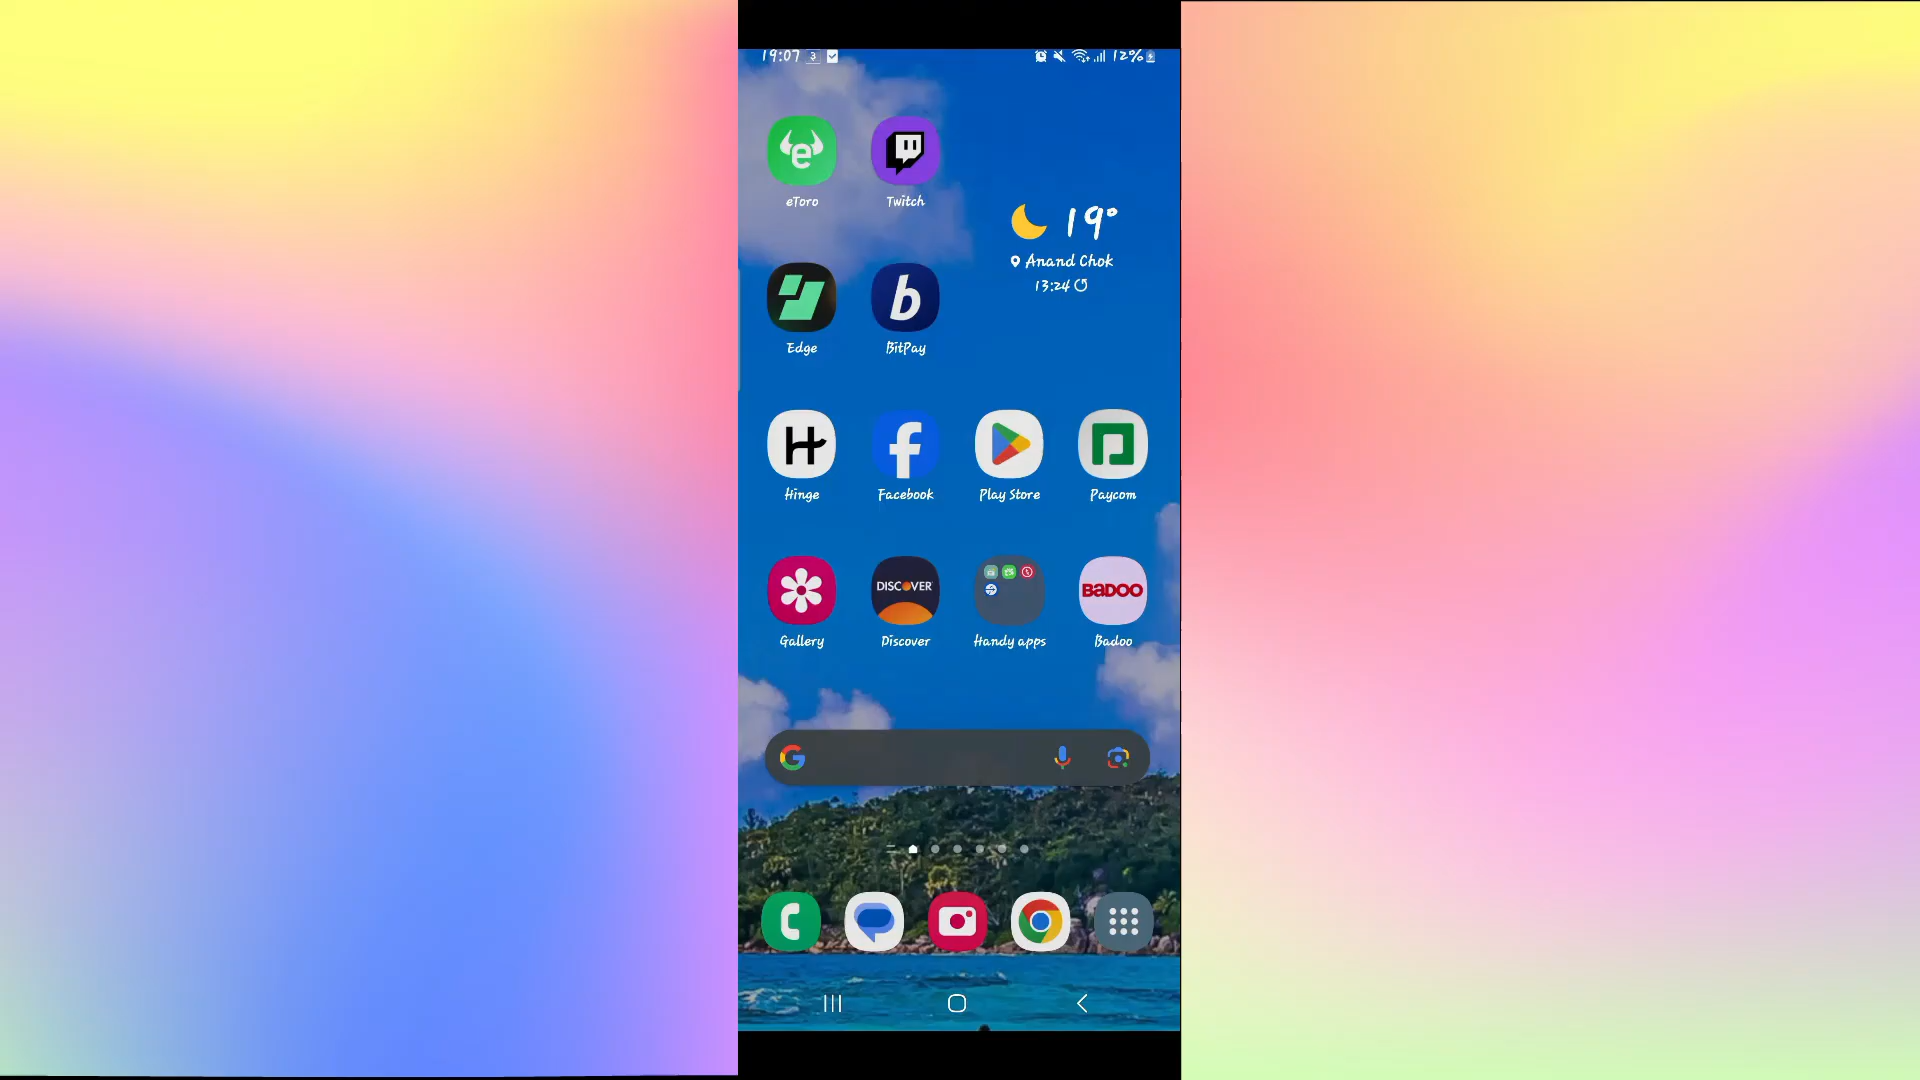 19:07 12%
eToro Twitch
19°
Anand Chok
13:24
Edge BitPay
Hinge Facebook Play Store Paycom
DISCOVER BADOO
Gallery Discover Handy apps Badoo